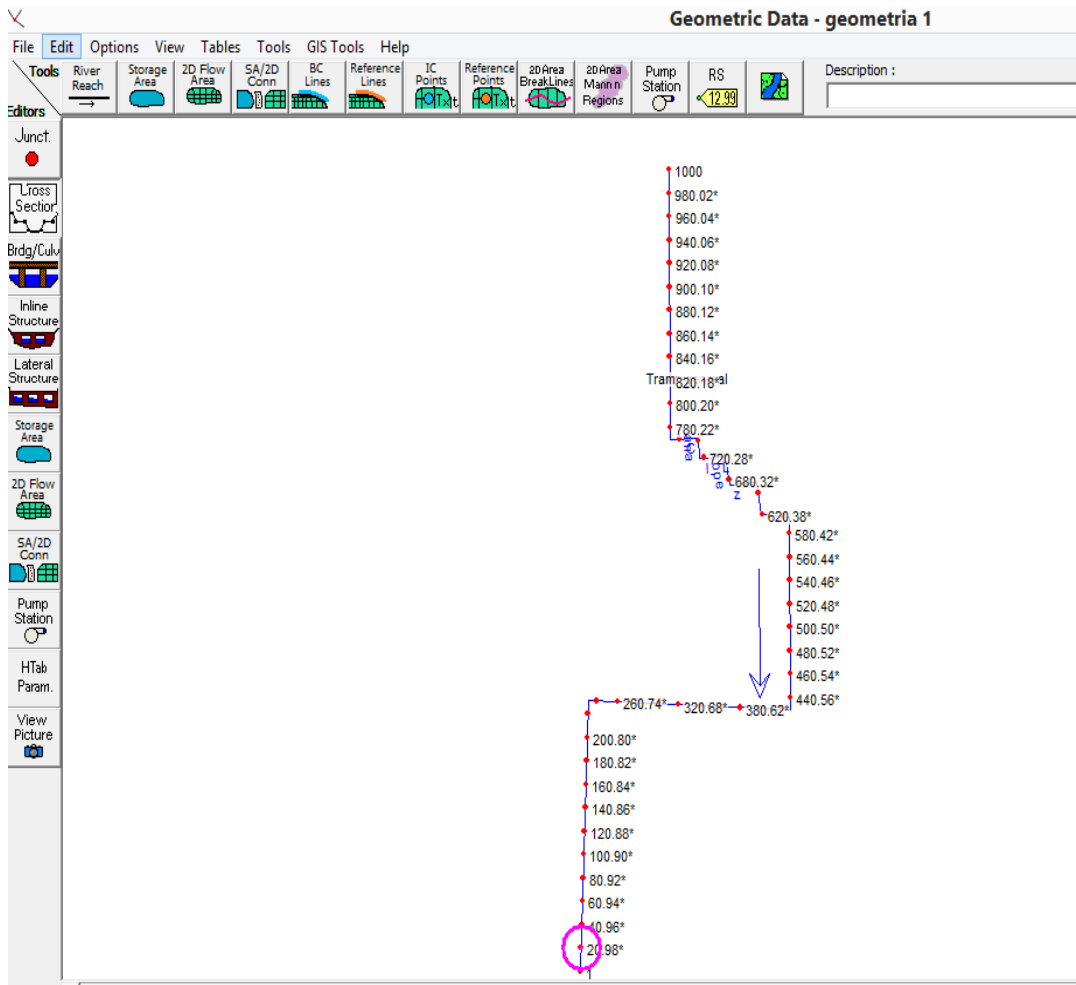 Geometric Data - geometria 1
File Edit Options View Tables Tools GIS Tools Help
Tools
Editors
River Reach
Storage Area
2D Flow Area
SA/2D Conn
BC Lines
Reference Lines
IC Points
Reference Points
2D Area BreakLines
2D Area Mann n Regions
Pump Station
RS
12.99
Description :
Junct.
Cross Section
Brdg/Culv
Inline Structure
Lateral Structure
Storage Area
2D Flow Area
SA/2D Conn
Pump Station
HTab Param.
View Picture
1000
980.02*
960.04*
940.06*
920.08*
900.10*
880.12*
860.14*
840.16*
820.18*
800.20*
780.22*
720.28*
680.32*
620.38*
580.42*
560.44*
540.46*
520.48*
500.50*
480.52*
460.54*
440.56*
260.74*
320.68*
380.62*
200.80*
180.82*
160.84*
140.86*
120.88*
100.90*
80.92*
60.94*
40.96*
20.98*
1